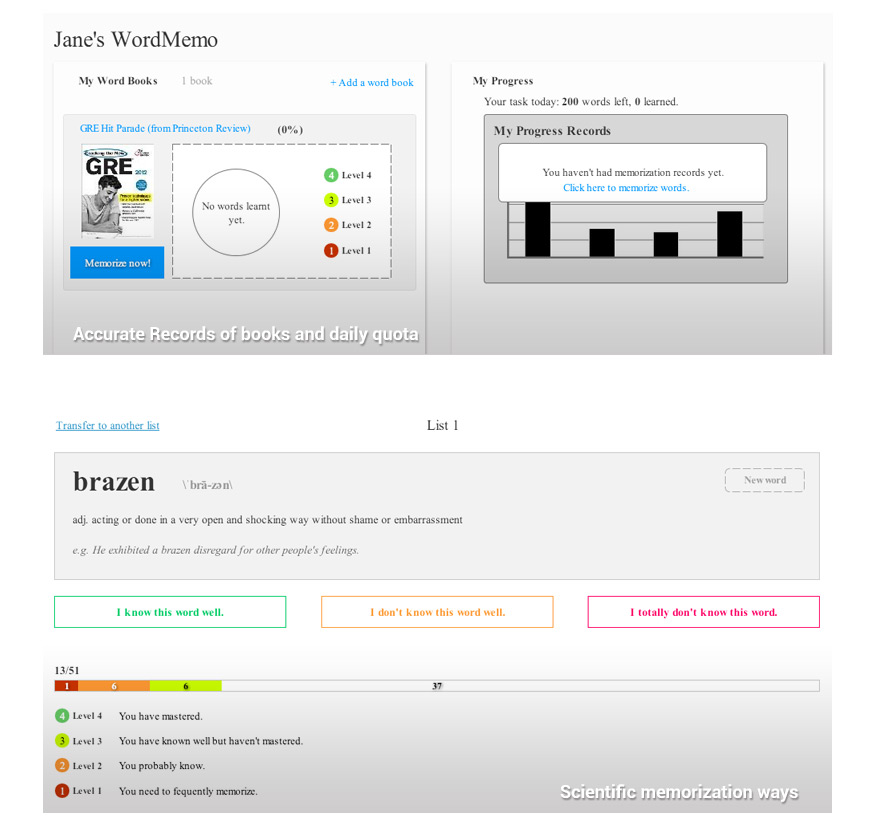 Jane's WordMemo
My Word Books 1 book + Add a word book
GRE Hit Parade (from Princeton Review) (0%)
GRE
2012
No words learnt
yet.
4 Level 4
3 Level 3
2 Level 2
1 Level 1
Memorize now!
My Progress
Your task today: 200 words left, 0 learned.
My Progress Records
You haven't had memorization records yet.
Click here to memorize words.
Accurate Records of books and daily quota
Transfer to another list
List 1
brazen \ˈbrā-zən\
New word
adj. acting or done in a very open and shocking way without shame or embarrassment
e.g. He exhibited a brazen disregard for other people's feelings.
I know this word well.
I don't know this word well.
I totally don't know this word.
13/51
1 6 6 37
4 Level 4 You have mastered.
3 Level 3 You have known well but haven't mastered.
2 Level 2 You probably know.
1 Level 1 You need to fequently memorize.
Scientific memorization ways